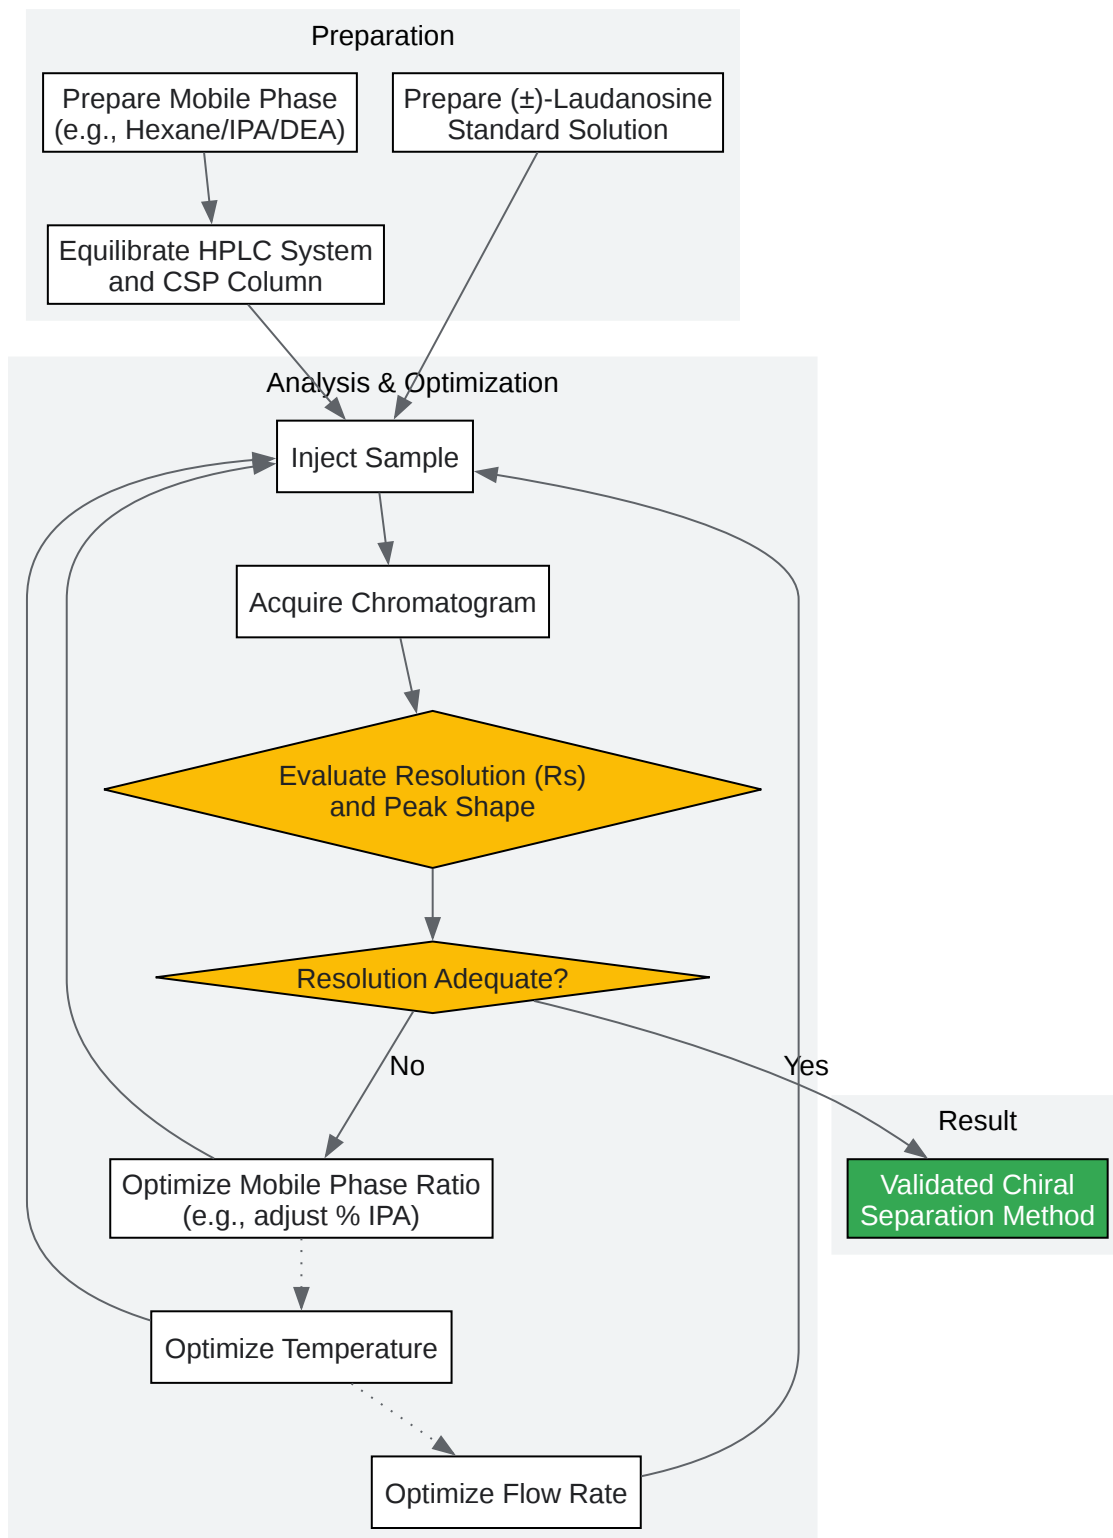 Preparation
Prepare Mobile Phase
(e.g., Hexane/IPA/DEA)
Prepare (±)-Laudanosine
Standard Solution
Equilibrate HPLC System
and CSP Column
Analysis & Optimization
Inject Sample
Acquire Chromatogram
Evaluate Resolution (Rs)
and Peak Shape
Resolution Adequate?
No
Yes
Result
Validated Chiral
Separation Method
Optimize Mobile Phase Ratio
(e.g., adjust % IPA)
Optimize Temperature
Optimize Flow Rate